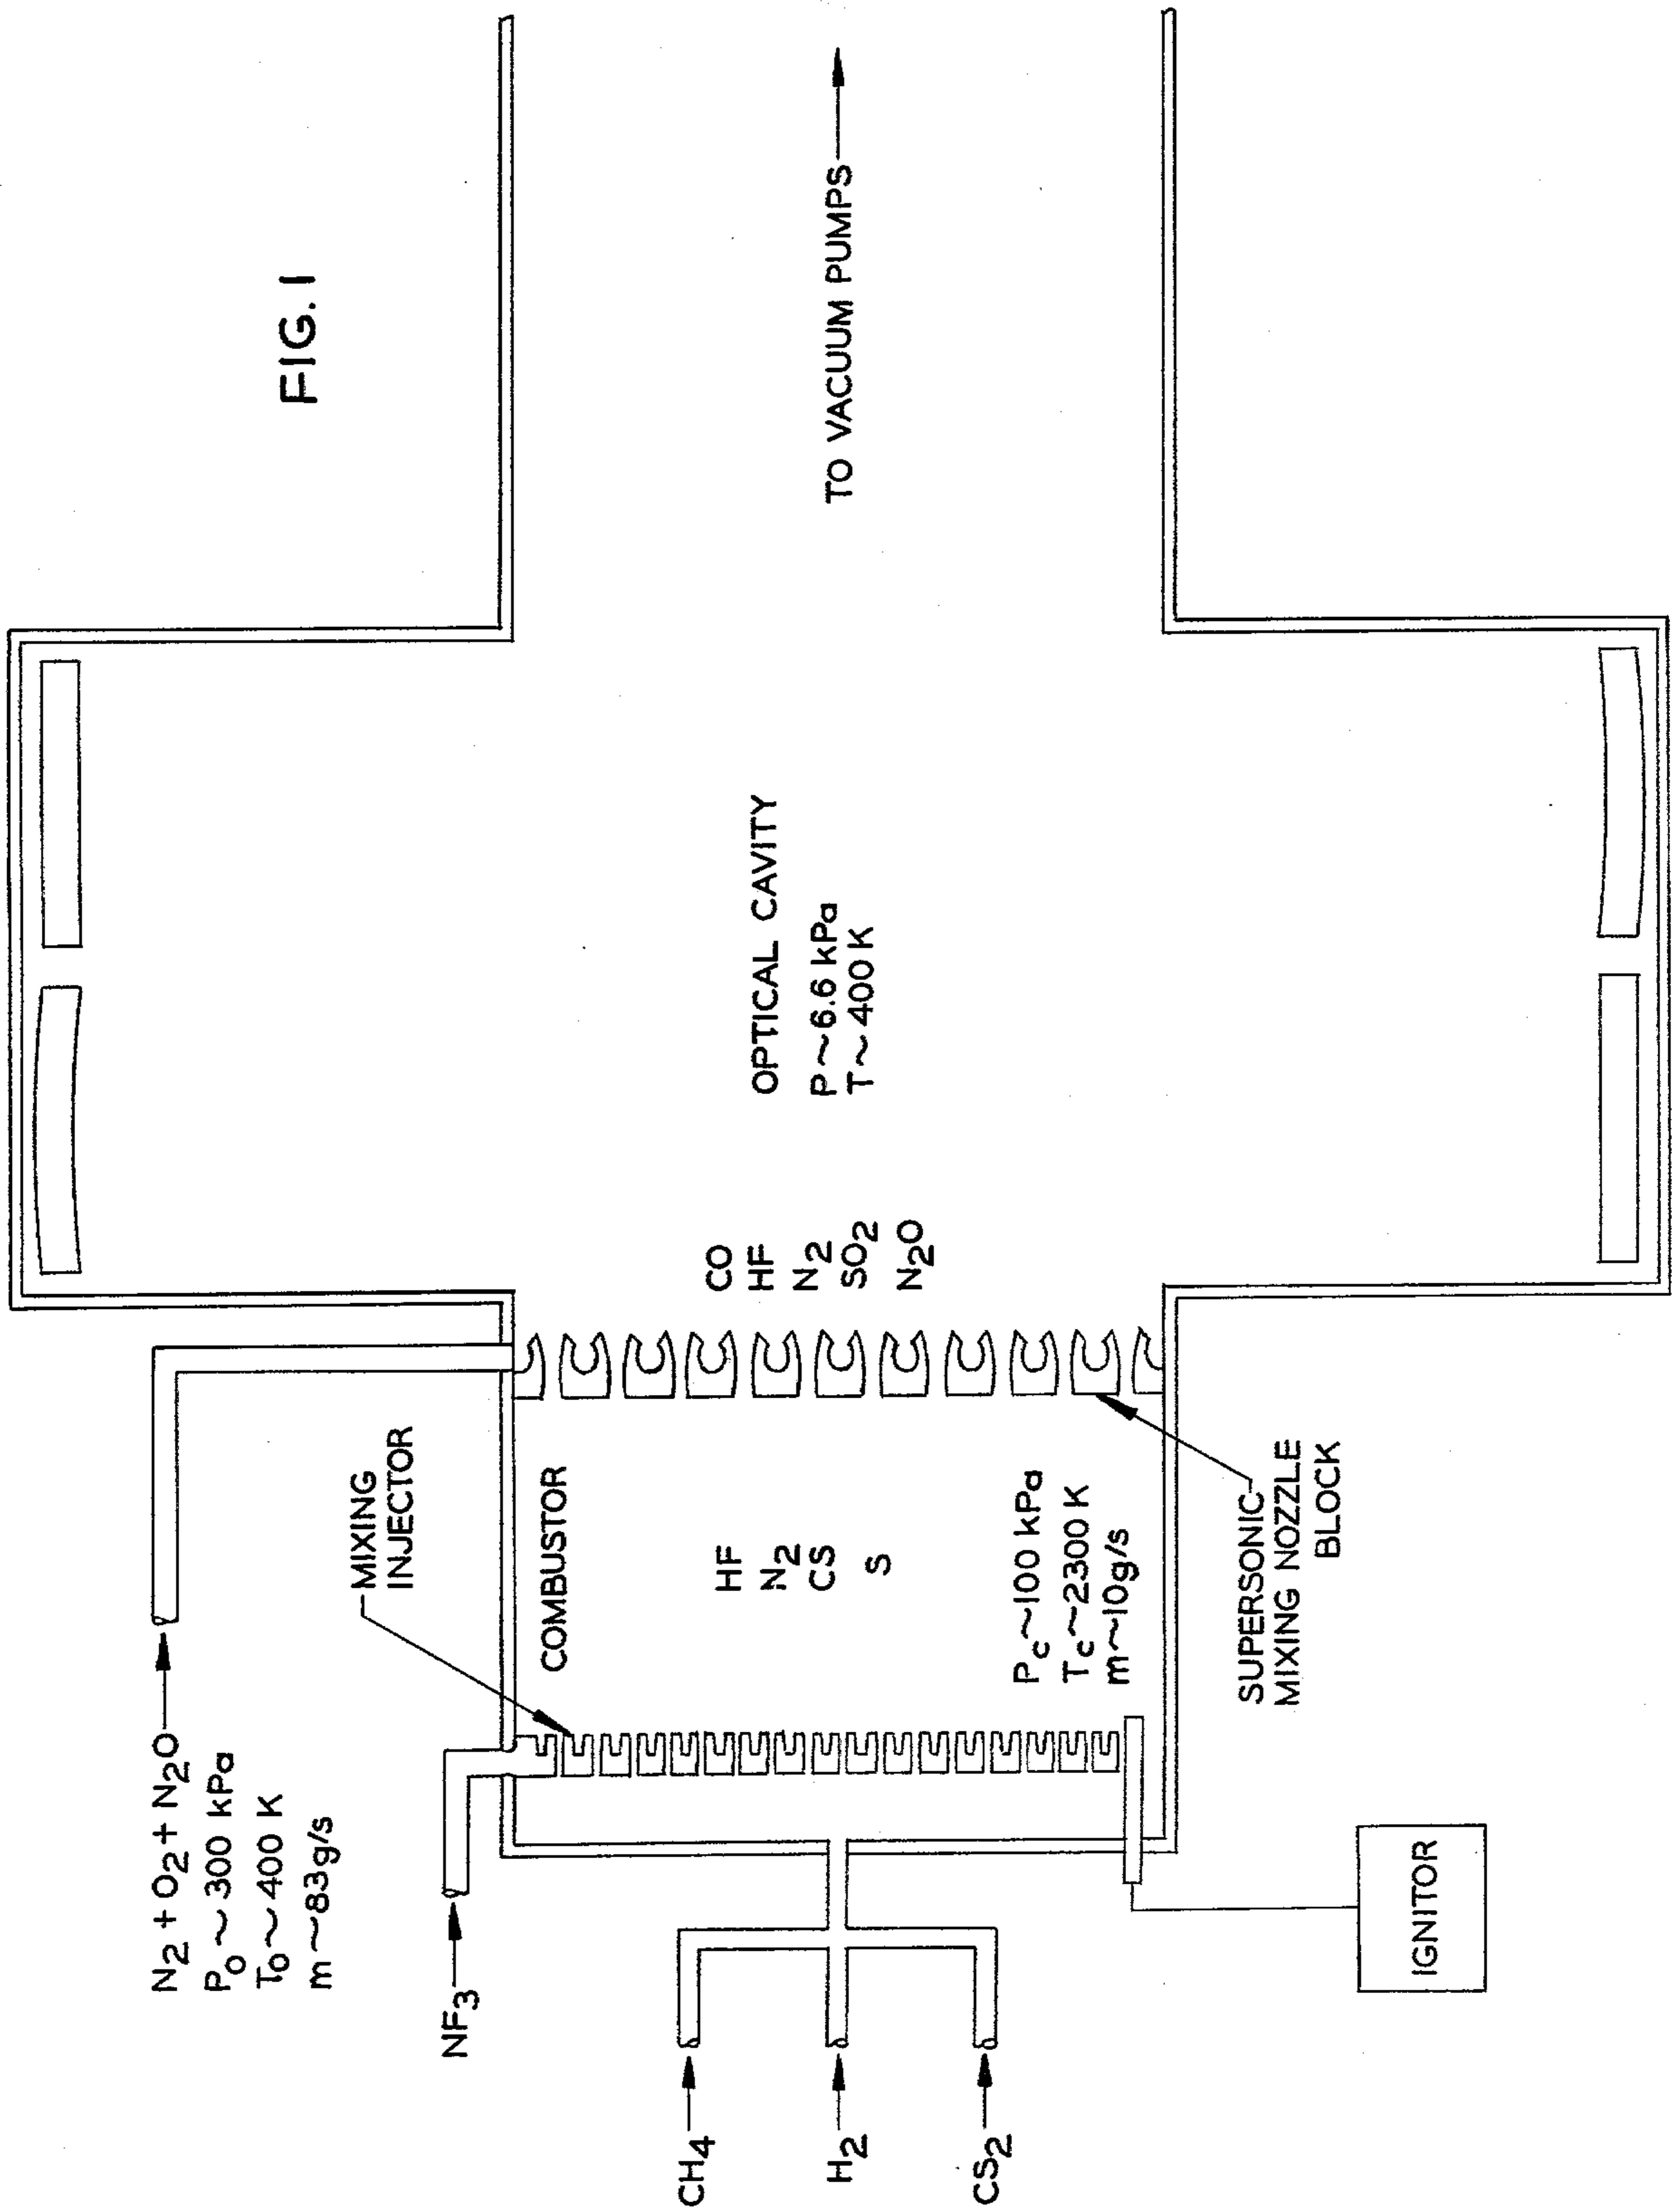 FIG. 1
N2 + O2 + N2O
Po ~ 300 kPa
To ~ 400 K
m ~ 83g/s
NF3
MIXING
INJECTOR
CH4
H2
CS2
COMBUSTOR
HF
N2
CS
S
Pc ~ 100 kPa
Tc ~ 2300 K
m ~ 10g/s
IGNITOR
SUPERSONIC
MIXING NOZZLE
BLOCK
CO
HF
N2
SO2
N2O
OPTICAL CAVITY
P ~ 6.6 kPa
T ~ 400 K
TO VACUUM PUMPS